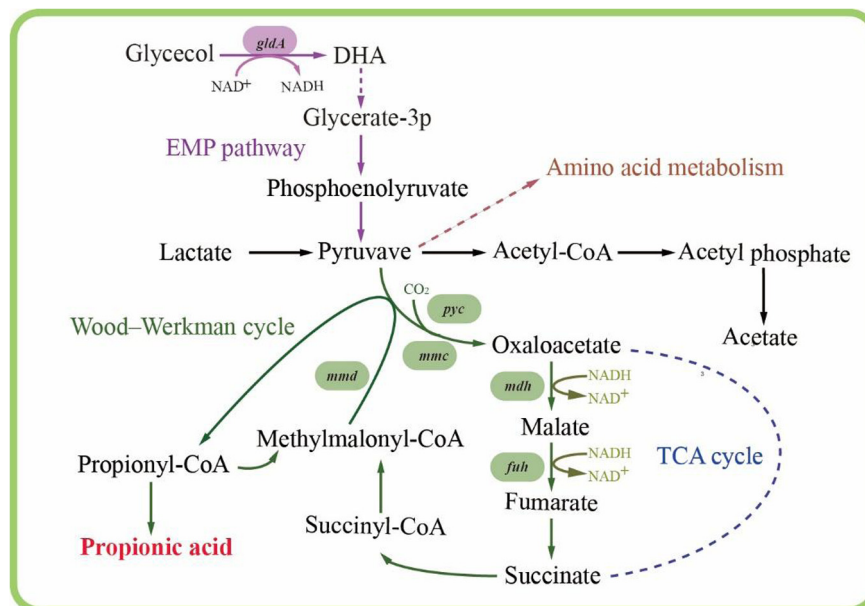 Glycecol
gldA
DHA
NAD+
NADH
Glycerate-3p
EMP pathway
Phosphoenolyruvate
Amino acid metabolism
Lactate
Pyruvave
Acetyl-CoA
Acetyl phosphate
CO₂
pyc
Wood–Werkman cycle
mmc
Oxaloacetate
Acetate
mmd
mdh
NADH
NAD+
Methylmalonyl-CoA
Malate
Propionyl-CoA
fuh
NADH
NAD+
TCA cycle
Fumarate
Succinyl-CoA
Propionic acid
Succinate